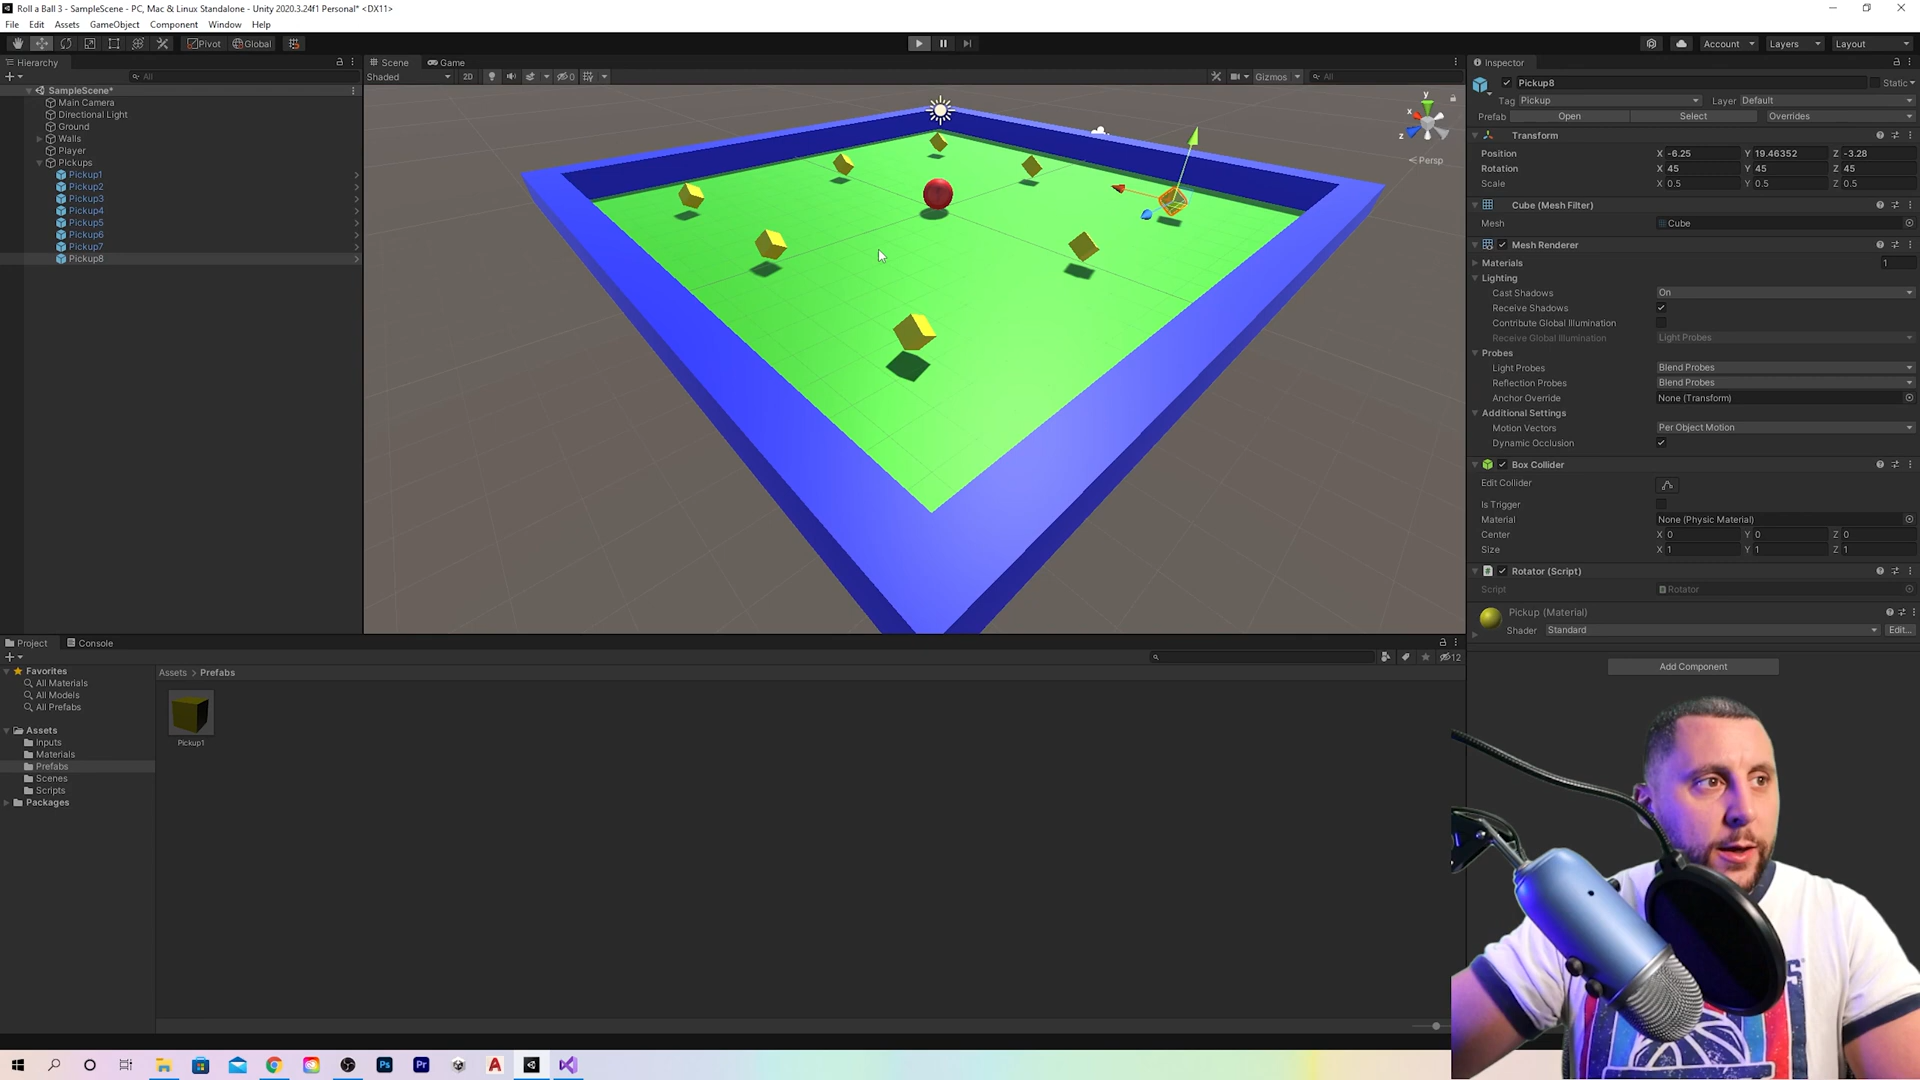 Roll a Ball 3 - SampleScene - PC, Mac & Linux Standalone - Unity 2020.3.24f1 Personal* <DX11>
File Edit Assets GameObject Component Window Help
Pivot Global Account Layers Layout
Hierarchy
All
SampleScene*
Main Camera
Directional Light
Ground
Walls
Player
Pickups
Pickup1
Pickup2
Pickup3
Pickup4
Pickup5
Pickup6
Pickup7
Pickup8
Scene Game
Shaded 2D 0 Gizmos All
y
x
z
Persp
Inspector
Pickup8 Static
Tag Pickup Layer Default
Prefab Open Select Overrides
Transform
Position X -6.25 Y 19.46352 Z -3.28
Rotation X 45 Y 45 Z 45
Scale X 0.5 Y 0.5 Z 0.5
Cube (Mesh Filter)
Mesh Cube
Mesh Renderer
Materials 1
Lighting
Cast Shadows On
Receive Shadows
Contribute Global Illumination
Receive Global Illumination Light Probes
Probes
Light Probes Blend Probes
Reflection Probes Blend Probes
Anchor Override None (Transform)
Additional Settings
Motion Vectors Per Object Motion
Dynamic Occlusion
Box Collider
Edit Collider
Is Trigger
Material None (Physic Material)
Center X 0 Y 0 Z 0
Size X 1 Y 1 Z 1
Rotator (Script)
Script Rotator
Pickup (Material)
Shader Standard Edit...
Add Component
Project Console
12
Favorites
All Materials
All Models
All Prefabs
Assets
Inputs
Materials
Prefabs
Scenes
Scripts
Packages
Assets > Prefabs
Pickup1
Ps Pr A